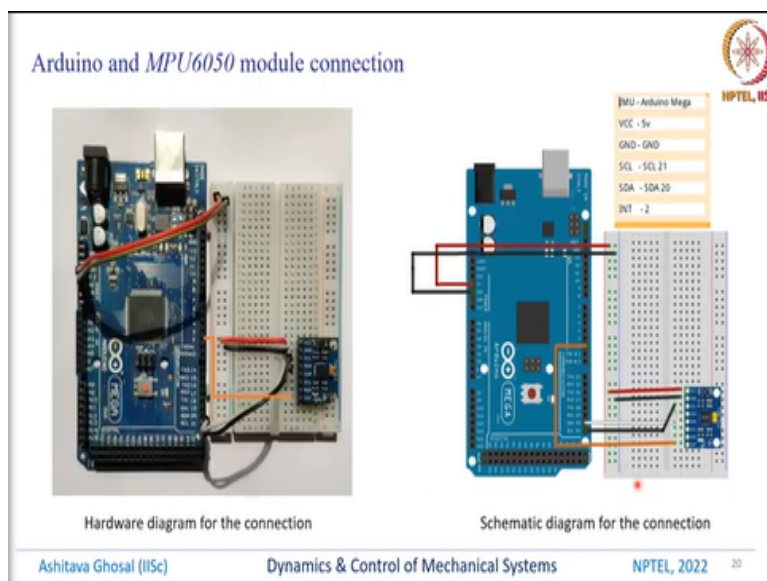 Arduino and MPU6050 module connection
NPTEL, IIS
IMU - Arduino Mega
VCC - 5v
GND - GND
SCL - SCL 21
SDA - SDA 20
INT - 2
MEGA
MEGA
Hardware diagram for the connection
Schematic diagram for the connection
Ashitava Ghosal (IISc)
Dynamics & Control of Mechanical Systems
NPTEL, 2022
20